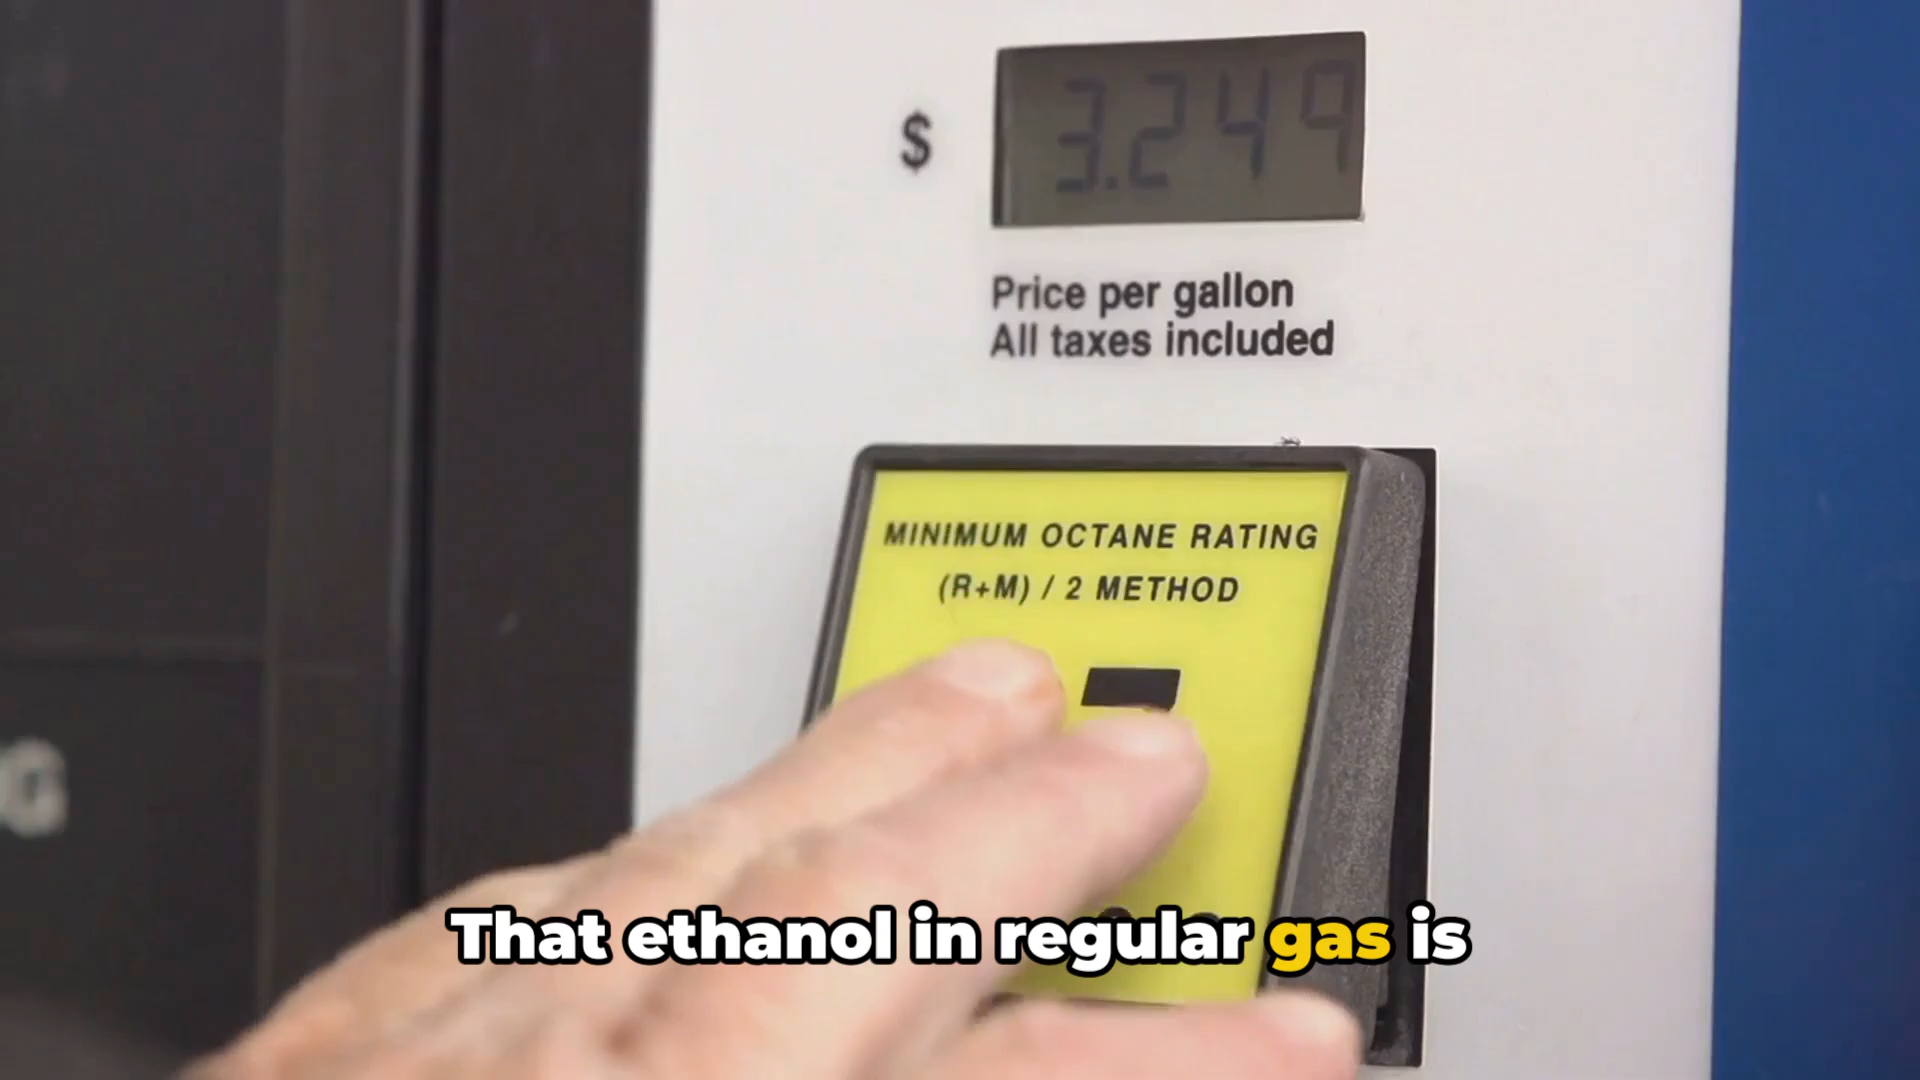 $ 3.249
Price per gallon
All taxes included
MINIMUM OCTANE RATING
(R+M) / 2 METHOD
That ethanol in regular gas is